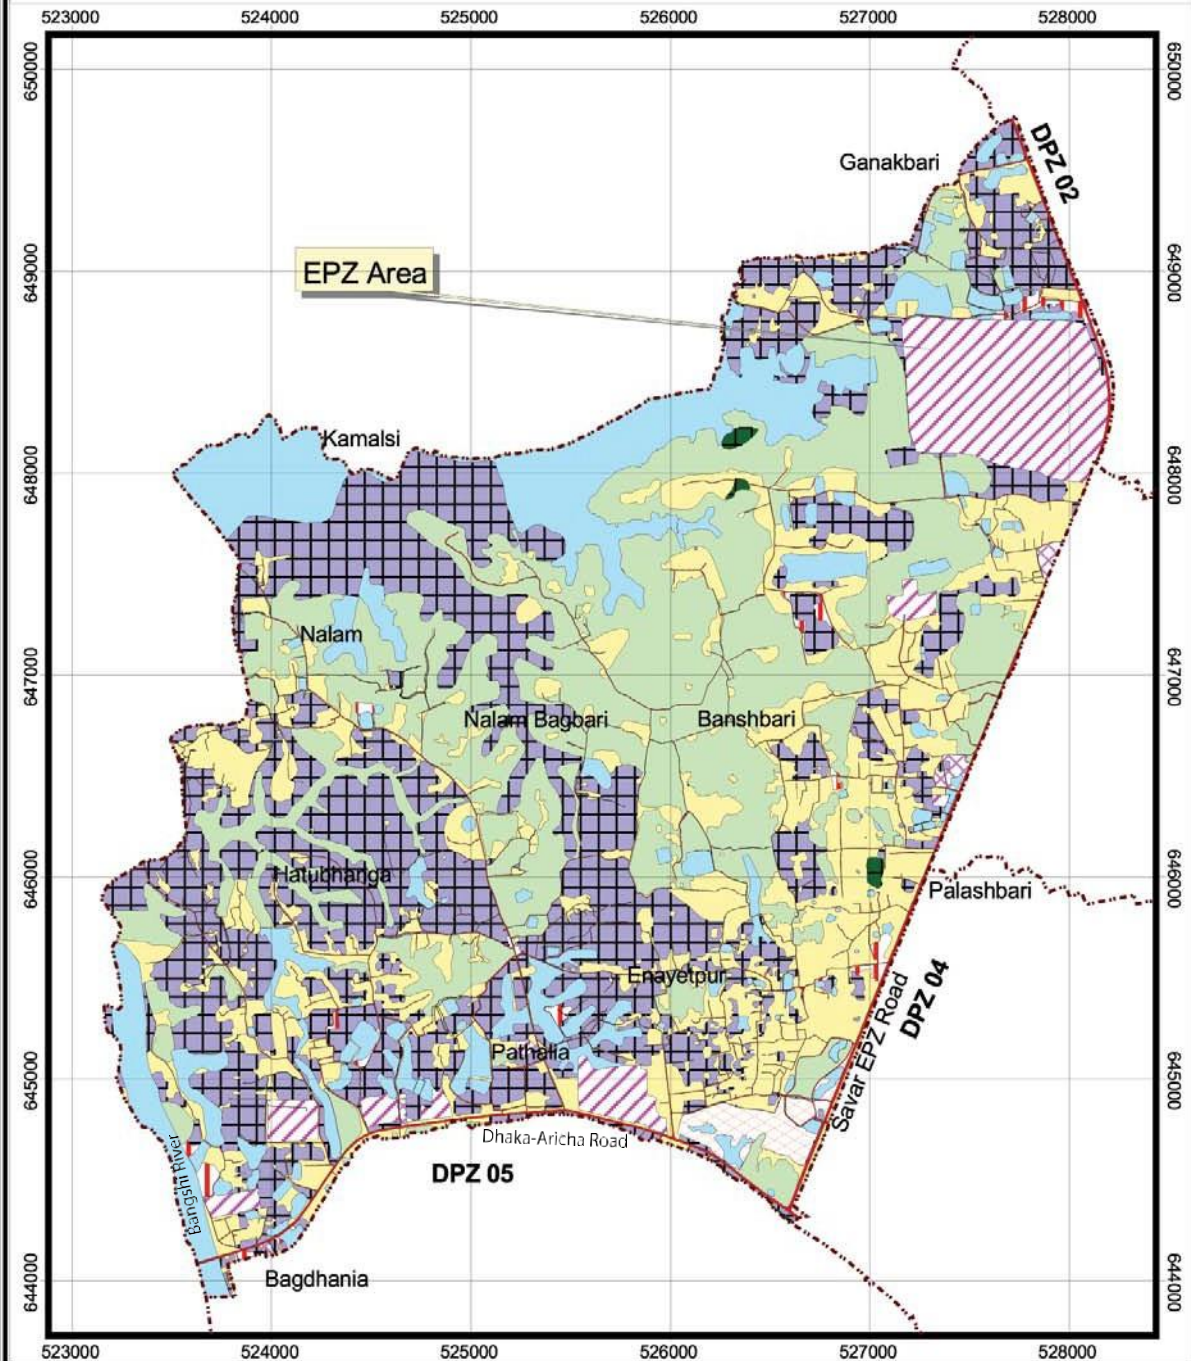 523000 524000 525000 526000 527000 528000
650000 650000
DPZ 02
Ganakbari
649000 649000
EPZ Area
Kamalsi
648000 648000
Nalam
647000 647000
Nalam Bagbari
Banshbari
646000 646000
Hatubhanga
Palashbari
Enayetpur
DPZ 04
Savar EPZ Road
Pathalia
645000 645000
Dhaka-Aricha Road
Bangshi River
DPZ 05
Bagdhania
644000 644000
523000 524000 525000 526000 527000 528000